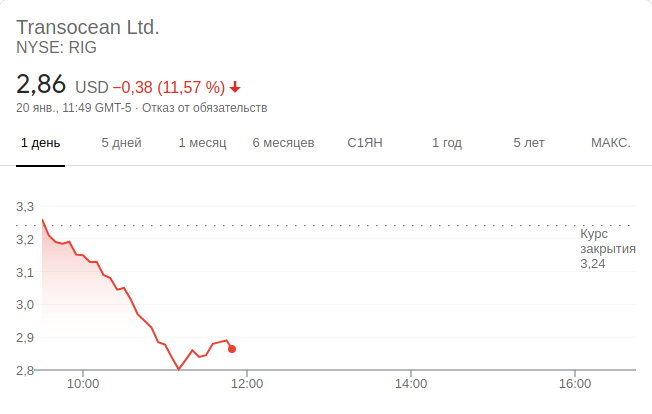 Transocean Ltd.
NYSE: RIG
2,86 USD −0,38 (11,57 %)
20 янв., 11:49 GMT-5 · Отказ от обязательств
1 день 5 дней 1 месяц 6 месяцев С1ЯН 1 год 5 лет МАКС.
3,3
3,2
3,1
3,0
2,9
2,8
Курс
закрытия
3,24
10:00 12:00 14:00 16:00